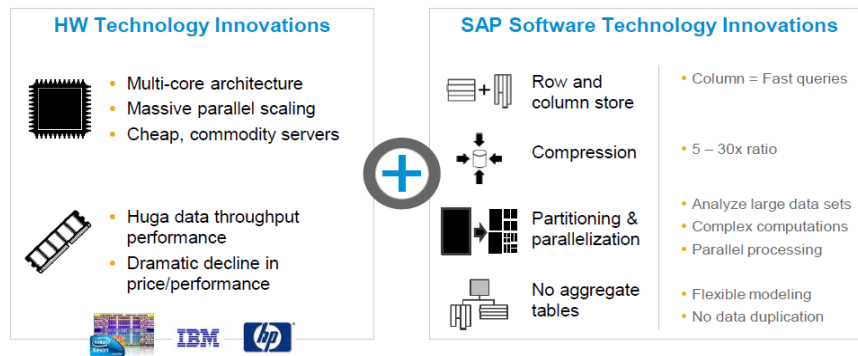 HW Technology Innovations
• Multi-core architecture
• Massive parallel scaling
• Cheap, commodity servers
• Huga data throughput
performance
• Dramatic decline in
price/performance
intel
Xeon
IBM
hp
SAP Software Technology Innovations
Row and
column store
• Column = Fast queries
Compression
• 5 – 30x ratio
Partitioning &
parallelization
• Analyze large data sets
• Complex computations
• Parallel processing
No aggregate
tables
• Flexible modeling
• No data duplication